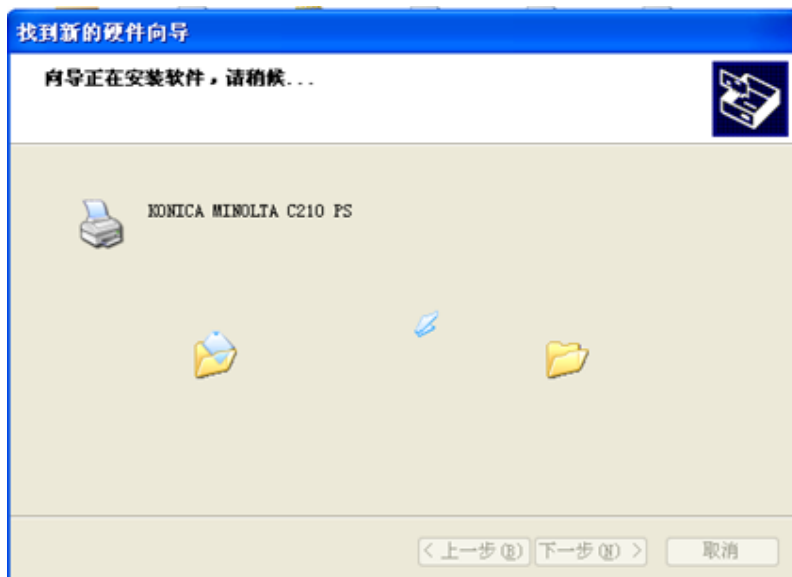 找到新的硬件向导
向导正在安装软件，请稍候...
KONICA MINOLTA C210 PS
< 上一步(B) 下一步(N) > 取消